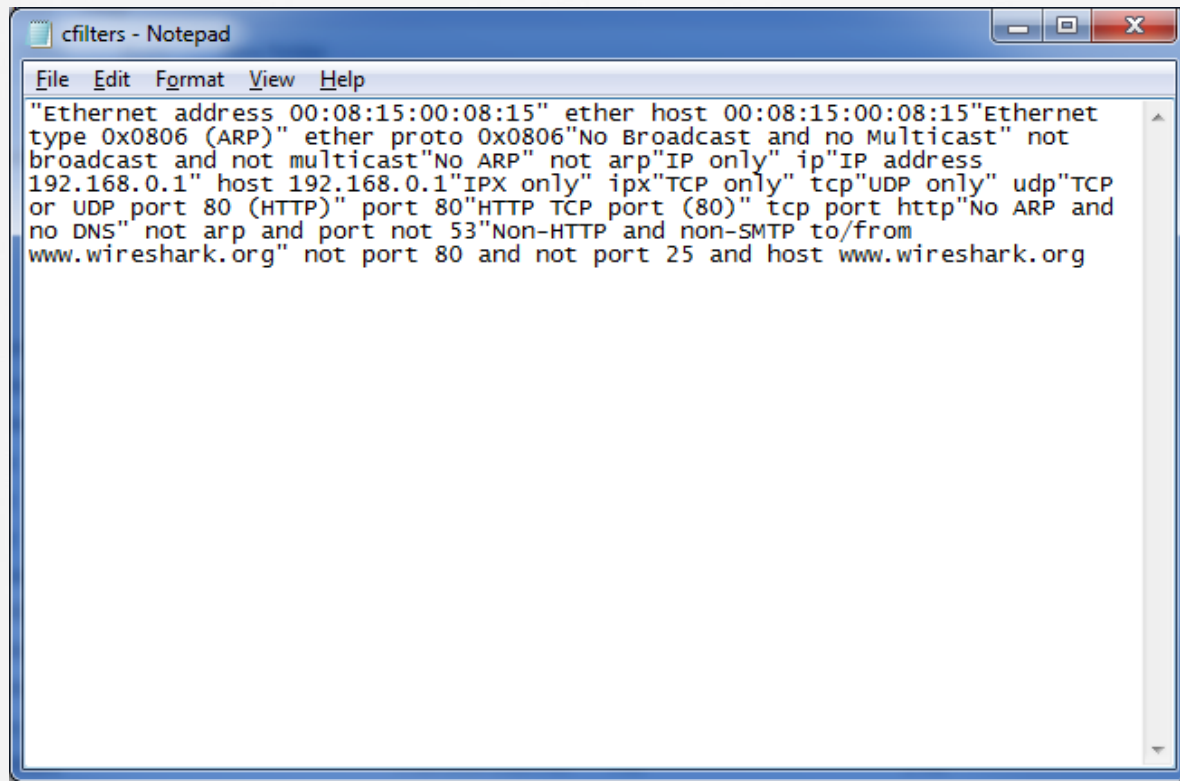 cfilters - Notepad
File Edit Format View Help
"Ethernet address 00:08:15:00:08:15" ether host 00:08:15:00:08:15"Ethernet
type 0x0806 (ARP)" ether proto 0x0806"No Broadcast and no Multicast" not
broadcast and not multicast"No ARP" not arp"IP only" ip"IP address
192.168.0.1" host 192.168.0.1"IPX only" ipx"TCP only" tcp"UDP only" udp"TCP
or UDP port 80 (HTTP)" port 80"HTTP TCP port (80)" tcp port http"No ARP and
no DNS" not arp and port not 53"Non-HTTP and non-SMTP to/from
www.wireshark.org" not port 80 and not port 25 and host www.wireshark.org